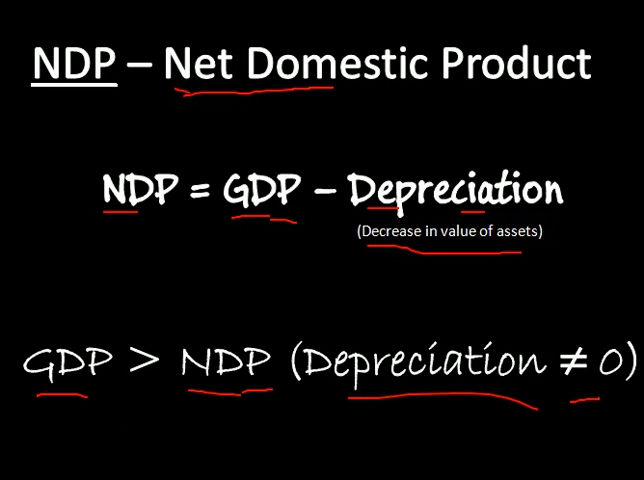 NDP – Net Domestic Product
NDP = GDP – Depreciation
(Decrease in value of assets)
GDP > NDP (Depreciation ≠ 0)